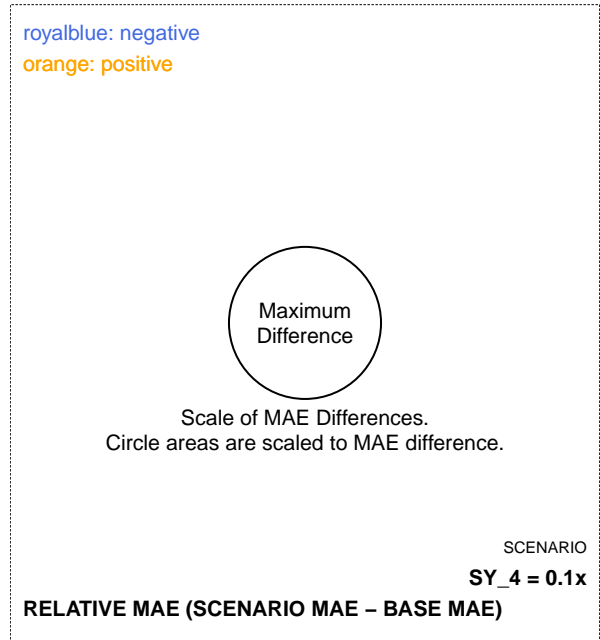 royalblue: negative
orange: positive
Maximum
Difference
Scale of MAE Differences.
Circle areas are scaled to MAE difference.
SCENARIO
SY_4 = 0.1x
RELATIVE MAE (SCENARIO MAE − BASE MAE)